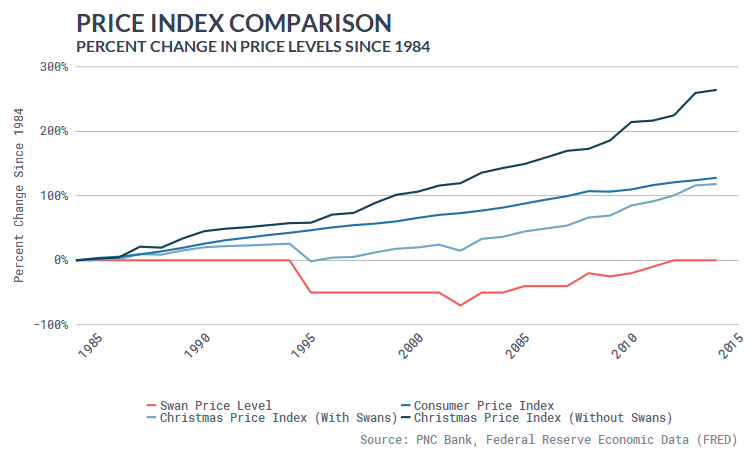 PRICE INDEX COMPARISON
PERCENT CHANGE IN PRICE LEVELS SINCE 1984
300%
200%
100%
0%
-100%
Percent Change Since 1984
1985
1990
1995
2000
2005
2010
2015
Swan Price Level
Consumer Price Index
Christmas Price Index (With Swans)
Christmas Price Index (Without Swans)
Source: PNC Bank, Federal Reserve Economic Data (FRED)